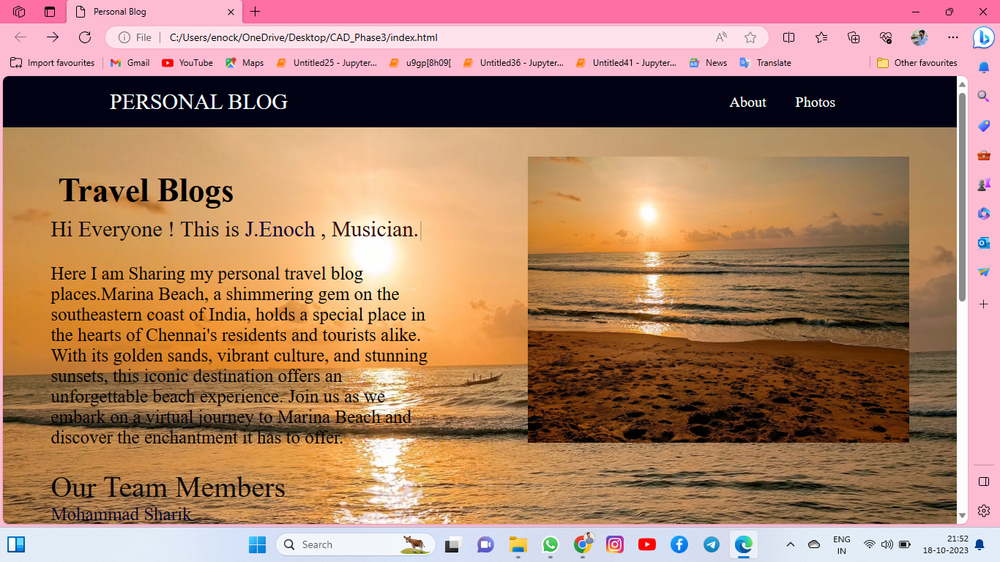 Personal Blog
File
C:/Users/enock/OneDrive/Desktop/CAD_Phase3/index.html
Import favourites
Gmail
YouTube
Maps
Untitled25 - Jupyter...
u9gp[8h09[
Untitled36 - Jupyter...
Untitled41 - Jupyter...
News
Translate
Other favourites
PERSONAL BLOG
About
Photos
Travel Blogs
Hi Everyone ! This is J.Enoch , Musician.
Here I am Sharing my personal travel blog
places.Marina Beach, a shimmering gem on the
southeastern coast of India, holds a special place in
the hearts of Chennai's residents and tourists alike.
With its golden sands, vibrant culture, and stunning
sunsets, this iconic destination offers an
unforgettable beach experience. Join us as we
embark on a virtual journey to Marina Beach and
discover the enchantment it has to offer.
Our Team Members
Mohammad Sharik
Search
ENG
IN
21:52
18-10-2023